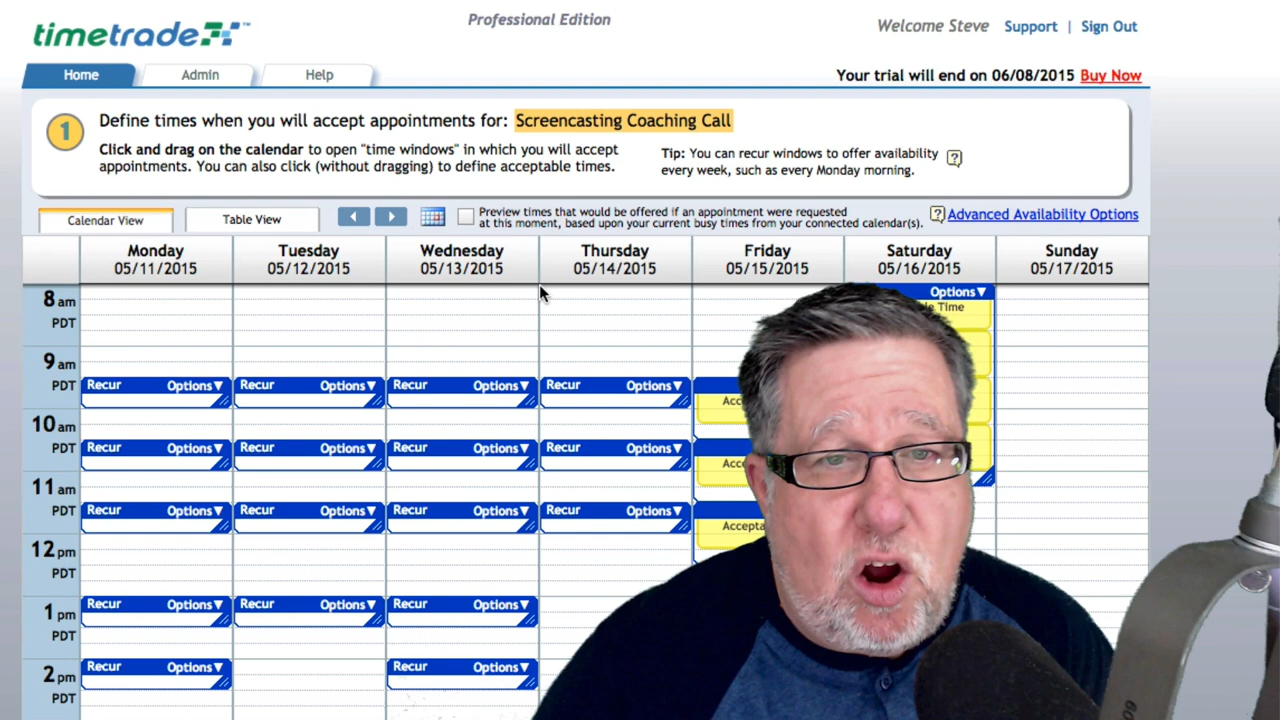 timetrade™
Professional Edition
Welcome Steve Support | Sign Out
Home Admin Help
Your trial will end on 06/08/2015 Buy Now
1
Define times when you will accept appointments for: Screencasting Coaching Call
Click and drag on the calendar to open "time windows" in which you will accept
appointments. You can also click (without dragging) to define acceptable times.
Tip: You can recur windows to offer availability
every week, such as every Monday morning.
?
Calendar View Table View
Preview times that would be offered if an appointment were requested
at this moment, based upon your current busy times from your connected calendar(s).
? Advanced Availability Options
Monday Tuesday Wednesday Thursday Friday Saturday Sunday
05/11/2015 05/12/2015 05/13/2015 05/14/2015 05/15/2015 05/16/2015 05/17/2015
8 am
PDT
Options▼
Time
9 am
PDT
Recur Options▼ Recur Options▼ Recur Options▼ Recur Options▼
10 am
PDT
Recur Options▼ Recur Options▼ Recur Options▼ Recur Options▼
11 am
PDT
Recur Options▼ Recur Options▼ Recur Options▼ Recur Options▼
12 pm
PDT
Recur Options▼ Recur Options▼ Recur Options▼
1 pm
PDT
Recur Options▼ Recur Options▼
2 pm
PDT